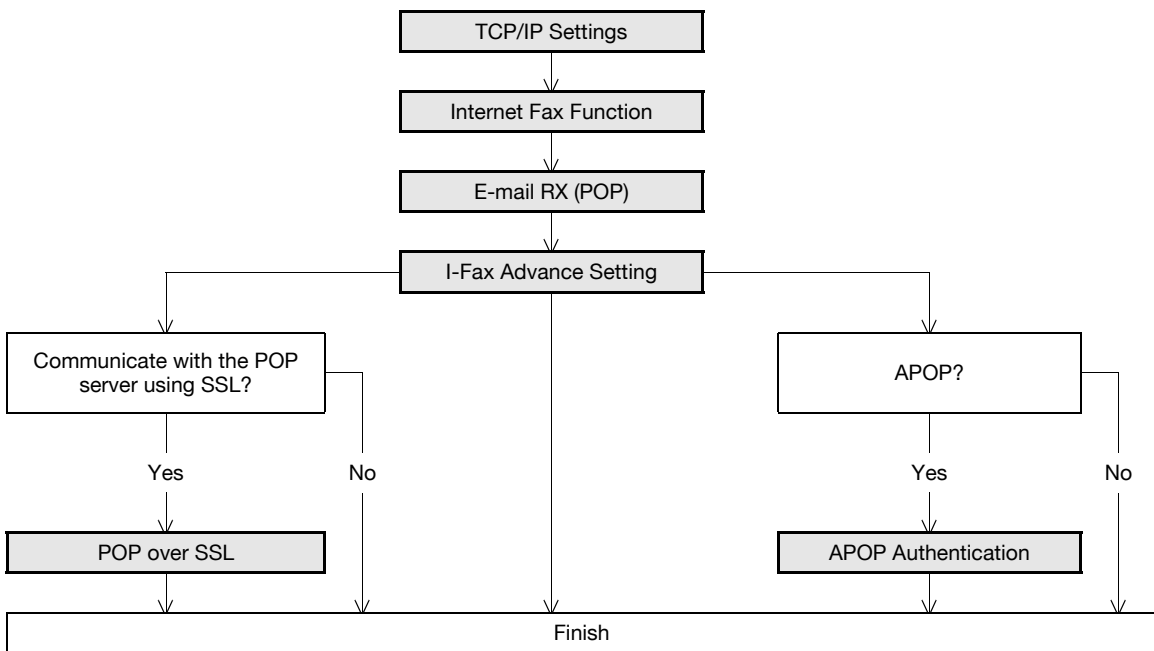 TCP/IP Settings
Internet Fax Function
E-mail RX (POP)
I-Fax Advance Setting
Communicate with the POP
server using SSL?
APOP?
Yes
No
Yes
No
POP over SSL
APOP Authentication
Finish